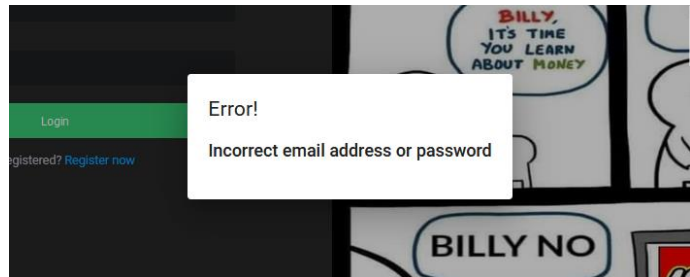 BILLY,
IT'S TIME
YOU LEARN
ABOUT MONEY
Error!
Incorrect email address or password
Login
egistered? Register now
BILLY NO